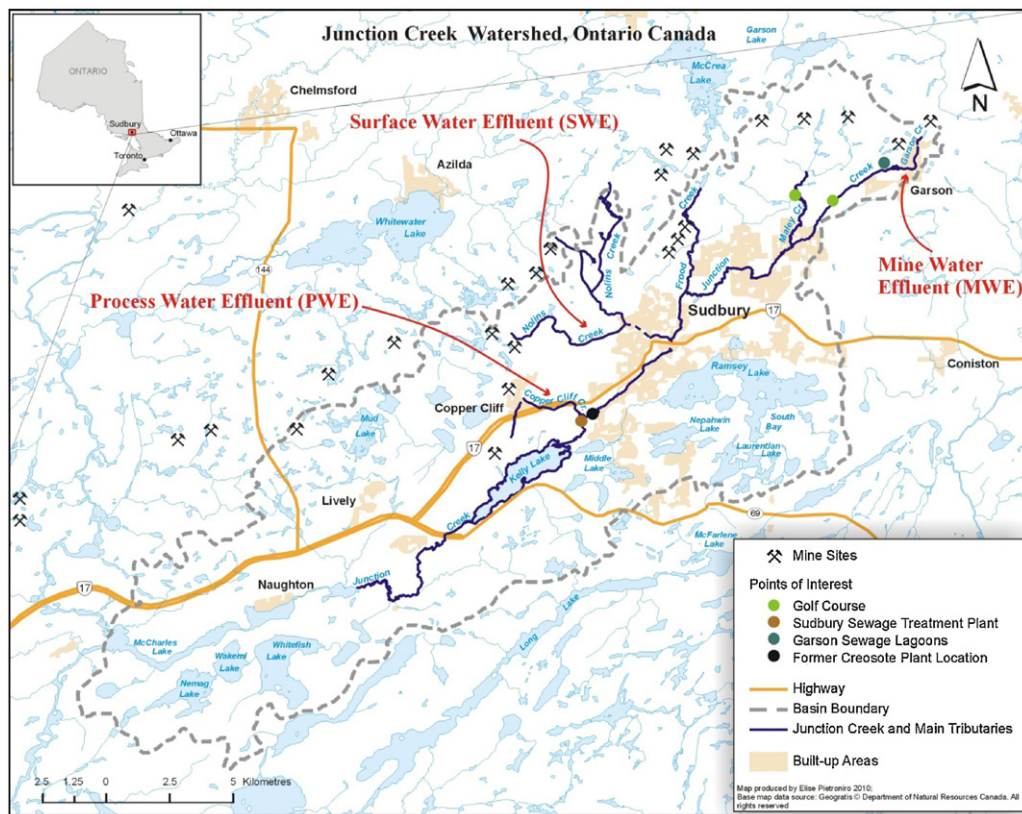 Junction Creek Watershed, Ontario Canada
ONTARIO
Sudbury
Ottawa
Toronto
Garson
Lake
McCrea
Lake
N
Chelmsford
Surface Water Effluent (SWE)
Azilda
Whitewater
Lake
Creek
Garson Cr.
Garson
Maley Cr.
Mine Water
Effluent (MWE)
144
Nolins
Creek
Frood
Creek
Junction
Process Water Effluent (PWE)
Nolins
Creek
Sudbury
17
Ramsey
Lake
Coniston
Copper Cliff
Copper Cliff Cr.
Mud
Lake
Nepahwin
Lake
South
Bay
Laurentian
Lake
17
Middle
Lake
Kelly Lake
Lively
Creek
69
McFarlene
Lake
Naughton
Junction
17
Long
Lake
McCharles
Lake
Wakemi
Lake
Whitefish
Lake
Nemag
Lake
2.5 1.25 0 2.5 5 Kilometres
Mine Sites
Points of Interest
Golf Course
Sudbury Sewage Treatment Plant
Garson Sewage Lagoons
Former Creosote Plant Location
Highway
Basin Boundary
Junction Creek and Main Tributaries
Built-up Areas
Map produced by Elise Pietroniro 2010;
Base map data source: Geogratis © Department of Natural Resources Canada. All
rights reserved